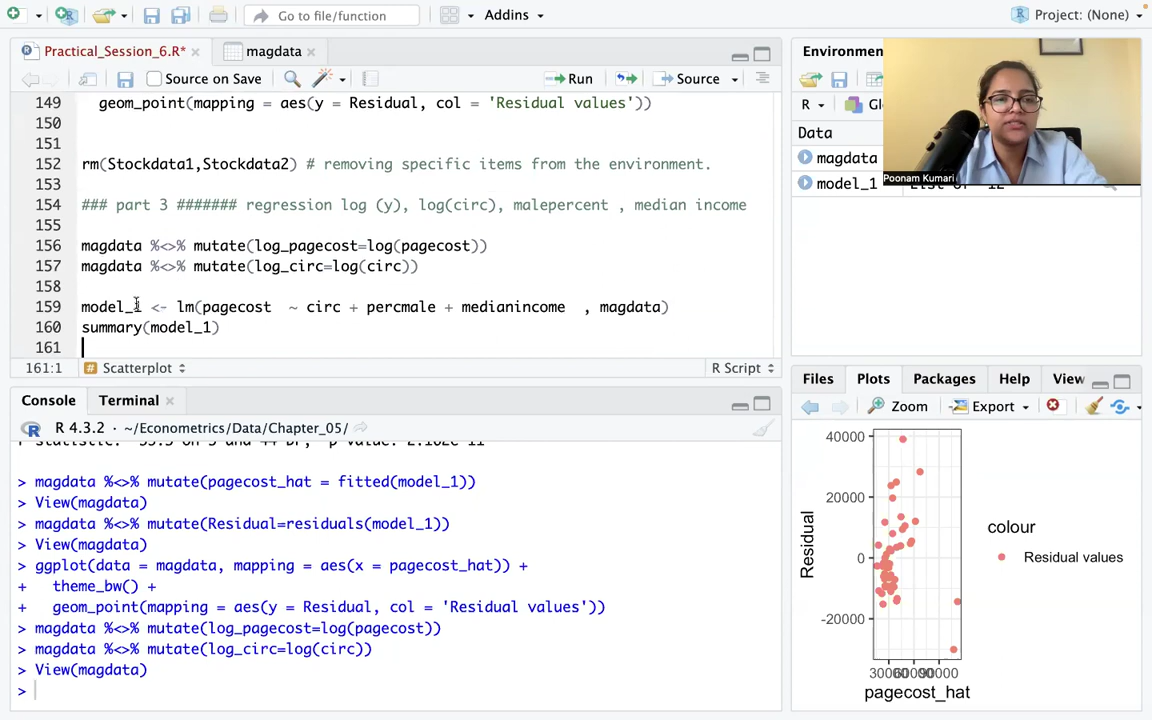 Go to file/function
Addins
Project: (None)
Practical_Session_6.R*
magdata
Source on Save
Run
Source
149 geom_point(mapping = aes(y = Residual, col = 'Residual values'))
150
151
152 rm(Stockdata1,Stockdata2) # removing specific items from the environment.
153
154 ### part 3 ####### regression log (y), log(circ), malepercent , median income
155
156 magdata %<>% mutate(log_pagecost=log(pagecost))
157 magdata %<>% mutate(log_circ=log(circ))
158
159 model_1 <- lm(pagecost ~ circ + percmale + medianincome , magdata)
160 summary(model_1)
161
161:1 # Scatterplot R Script
Console Terminal
R 4.3.2 · ~/Econometrics/Data/Chapter_05/
> magdata %<>% mutate(pagecost_hat = fitted(model_1))
> View(magdata)
> magdata %<>% mutate(Residual=residuals(model_1))
> View(magdata)
> ggplot(data = magdata, mapping = aes(x = pagecost_hat)) +
+ theme_bw() +
+ geom_point(mapping = aes(y = Residual, col = 'Residual values'))
> magdata %<>% mutate(log_pagecost=log(pagecost))
> magdata %<>% mutate(log_circ=log(circ))
> View(magdata)
>
Environme
R
Data
magdata
model_1
Poonam Kumari
Files Plots Packages Help View
Zoom Export
40000
20000
0
-20000
Residual
pagecost_hat
colour
Residual values